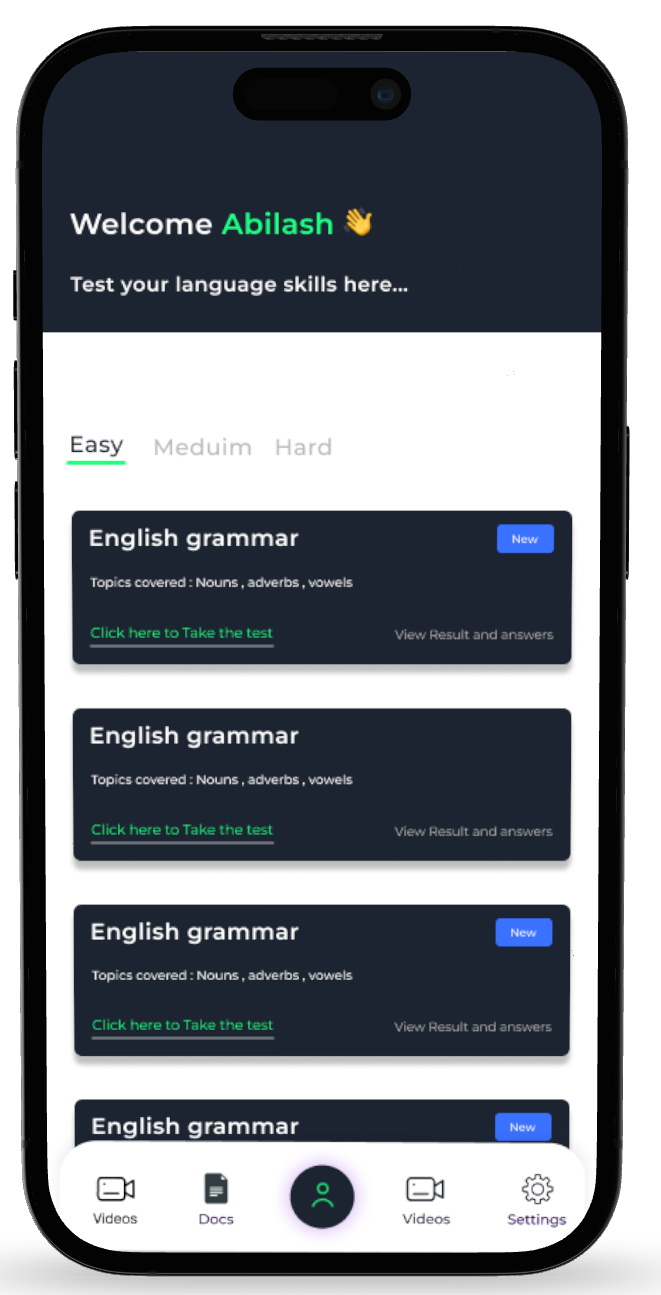 Welcome Abilash 👋
Test your language skills here...
Easy Meduim Hard
English grammar New
Topics covered : Nouns , adverbs , vowels
Click here to Take the test View Result and answers
English grammar
Topics covered : Nouns , adverbs , vowels
Click here to Take the test View Result and answers
English grammar New
Topics covered : Nouns , adverbs , vowels
Click here to Take the test View Result and answers
English grammar New
Videos Docs Videos Settings